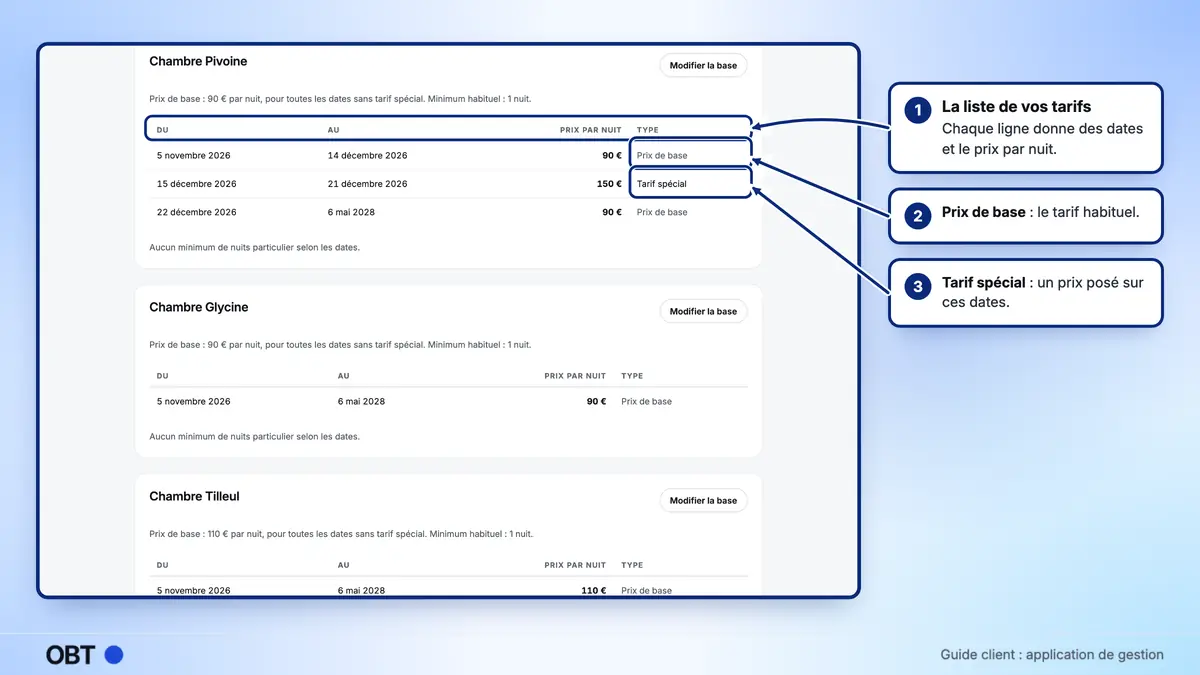 Chambre Pivoine
Modifier la base
Prix de base : 90 € par nuit, pour toutes les dates sans tarif spécial. Minimum habituel : 1 nuit.
DU AU PRIX PAR NUIT TYPE
5 novembre 2026 14 décembre 2026 90 € Prix de base
15 décembre 2026 21 décembre 2026 150 € Tarif spécial
22 décembre 2026 6 mai 2028 90 € Prix de base
Aucun minimum de nuits particulier selon les dates.
Chambre Glycine
Modifier la base
Prix de base : 90 € par nuit, pour toutes les dates sans tarif spécial. Minimum habituel : 1 nuit.
DU AU PRIX PAR NUIT TYPE
5 novembre 2026 6 mai 2028 90 € Prix de base
Aucun minimum de nuits particulier selon les dates.
Chambre Tilleul
Modifier la base
Prix de base : 110 € par nuit, pour toutes les dates sans tarif spécial. Minimum habituel : 1 nuit.
DU AU PRIX PAR NUIT TYPE
5 novembre 2026 6 mai 2028 110 € Prix de base
1 La liste de vos tarifs
Chaque ligne donne des dates
et le prix par nuit.
2 Prix de base : le tarif habituel.
3 Tarif spécial : un prix posé sur
ces dates.
OBT
Guide client : application de gestion